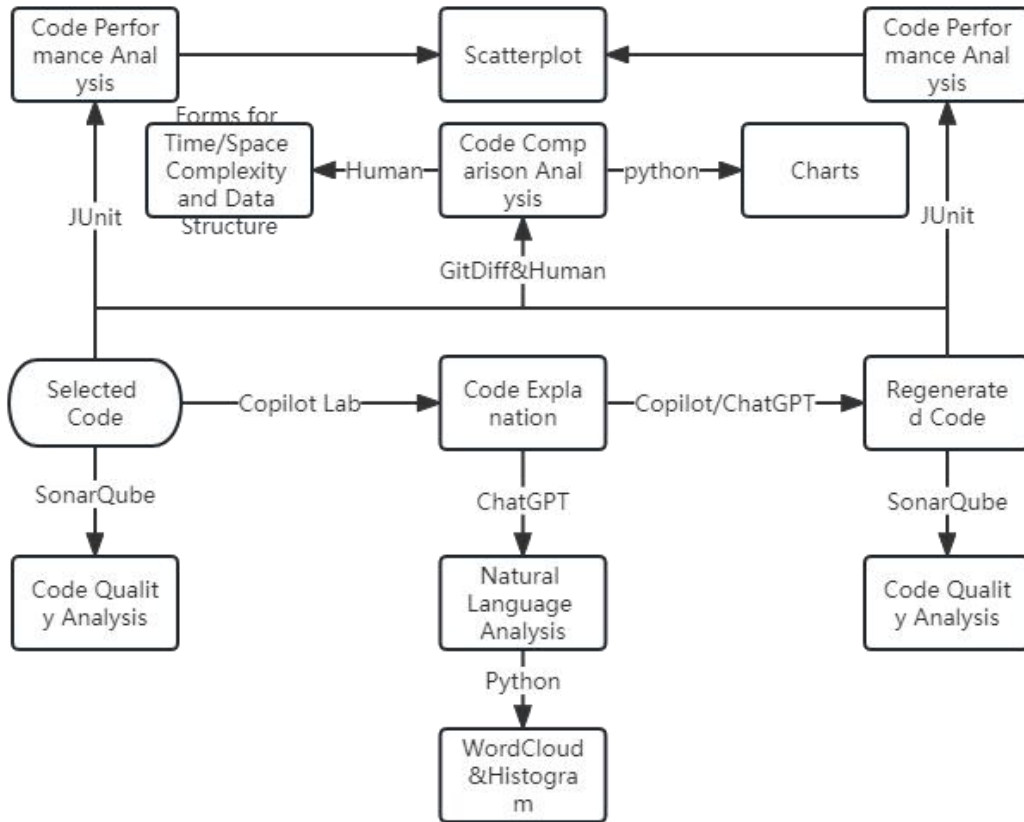 Code Perfor
mance Anal
ysis
Scatterplot
Code Perfor
mance Anal
ysis
Forms for
Time/Space
Complexity
and Data
Structure
Human
Code Comp
arison Anal
ysis
python
Charts
JUnit
JUnit
GitDiff&Human
Selected
Code
Copilot Lab
Code Expla
nation
Copilot/ChatGPT
Regenerate
d Code
SonarQube
ChatGPT
SonarQube
Code Qualit
y Analysis
Natural
Language
Analysis
Code Qualit
y Analysis
Python
WordCloud
&Histogra
m